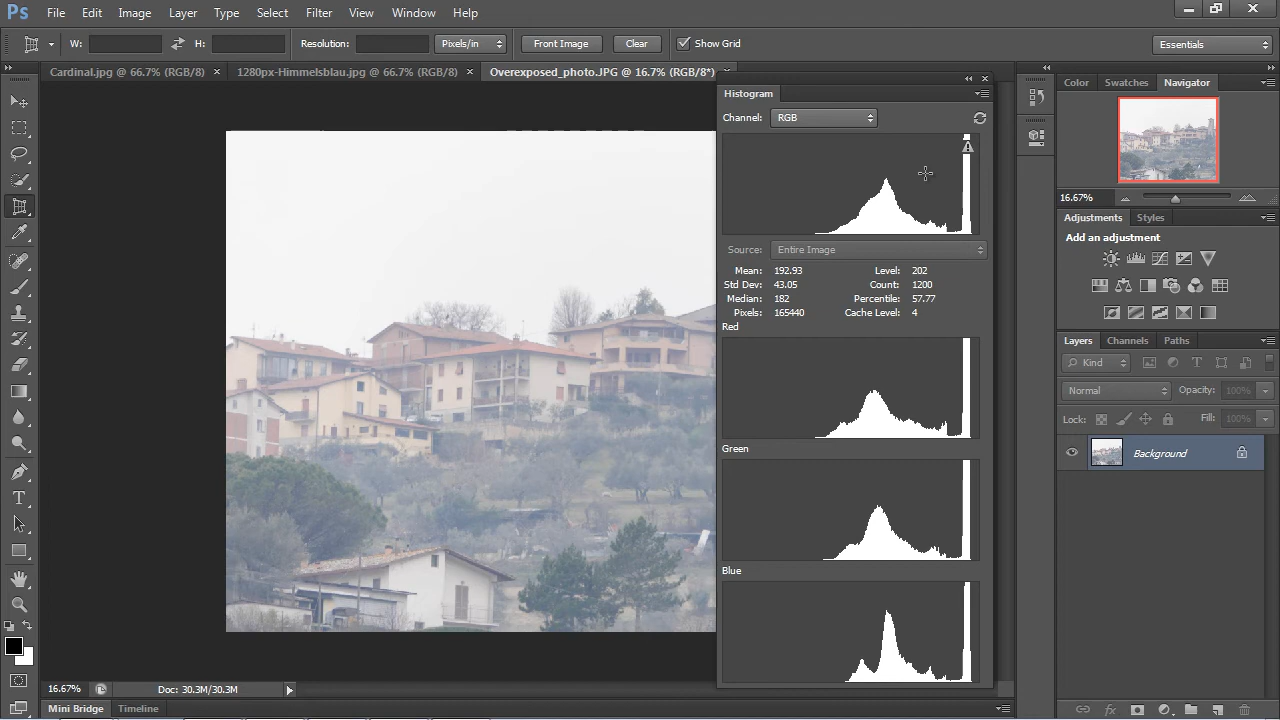 Ps File Edit Image Layer Type Select Filter View Window Help
W: H: Resolution: Pixels/in Front Image Clear Show Grid Essentials
Cardinal.jpg @ 66.7% (RGB/8) × 1280px-Himmelsblau.jpg @ 66.7% (RGB/8) × Overexposed_photo.JPG @ 16.7% (RGB/8*) ×
Histogram
Channel: RGB
Source: Entire Image
Mean: 192.93 Level: 202
Std Dev: 43.05 Count: 1200
Median: 182 Percentile: 57.77
Pixels: 165440 Cache Level: 4
Red
Green
Blue
Color Swatches Navigator
16.67%
Adjustments Styles
Add an adjustment
Layers Channels Paths
Kind
Normal Opacity: 100%
Lock: Fill: 100%
Background
T
16.67% Doc: 30.3M/30.3M
Mini Bridge Timeline
fx